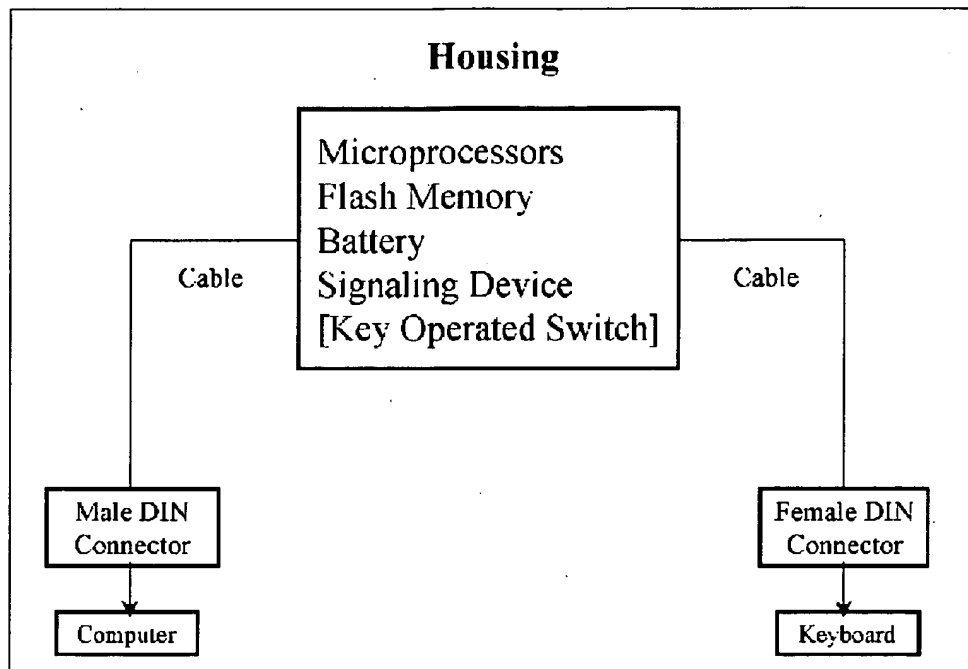 Housing
Microprocessors
Flash Memory
Battery
Signaling Device
[Key Operated Switch]
Cable
Cable
Male DIN
Connector
Female DIN
Connector
Computer
Keyboard